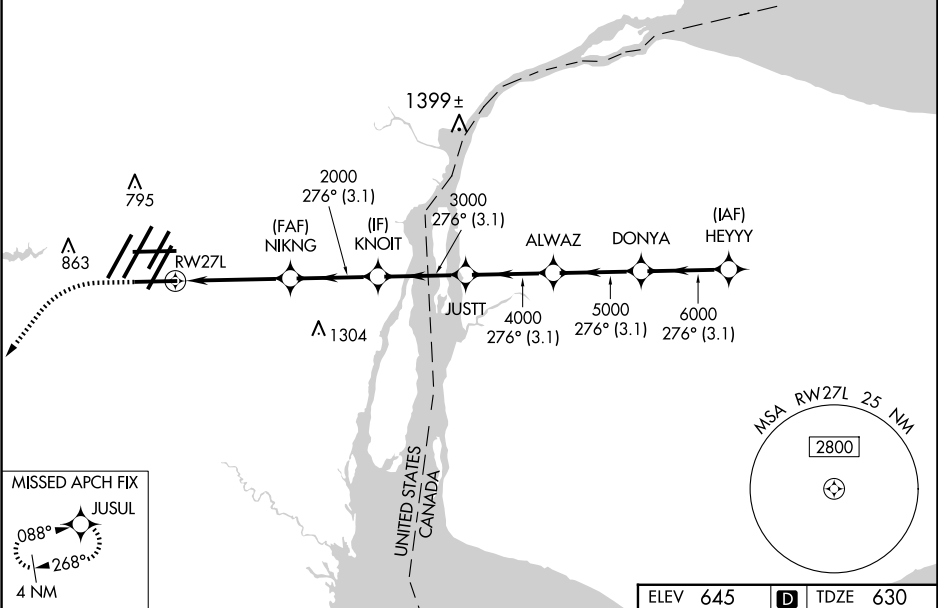 1399 ±
795
863
RW27L
2000
276° (3.1)
(FAF)
NIKNG
(IF)
KNOIT
3000
276° (3.1)
JUSTT
ALWAZ
DONYA
(IAF)
HEYYY
4000
276° (3.1)
5000
276° (3.1)
6000
276° (3.1)
1304
UNITED STATES
CANADA
MSA RW27L 25 NM
2800
MISSED APCH FIX
JUSUL
088°
268°
4 NM
ELEV 645 D TDZE 630